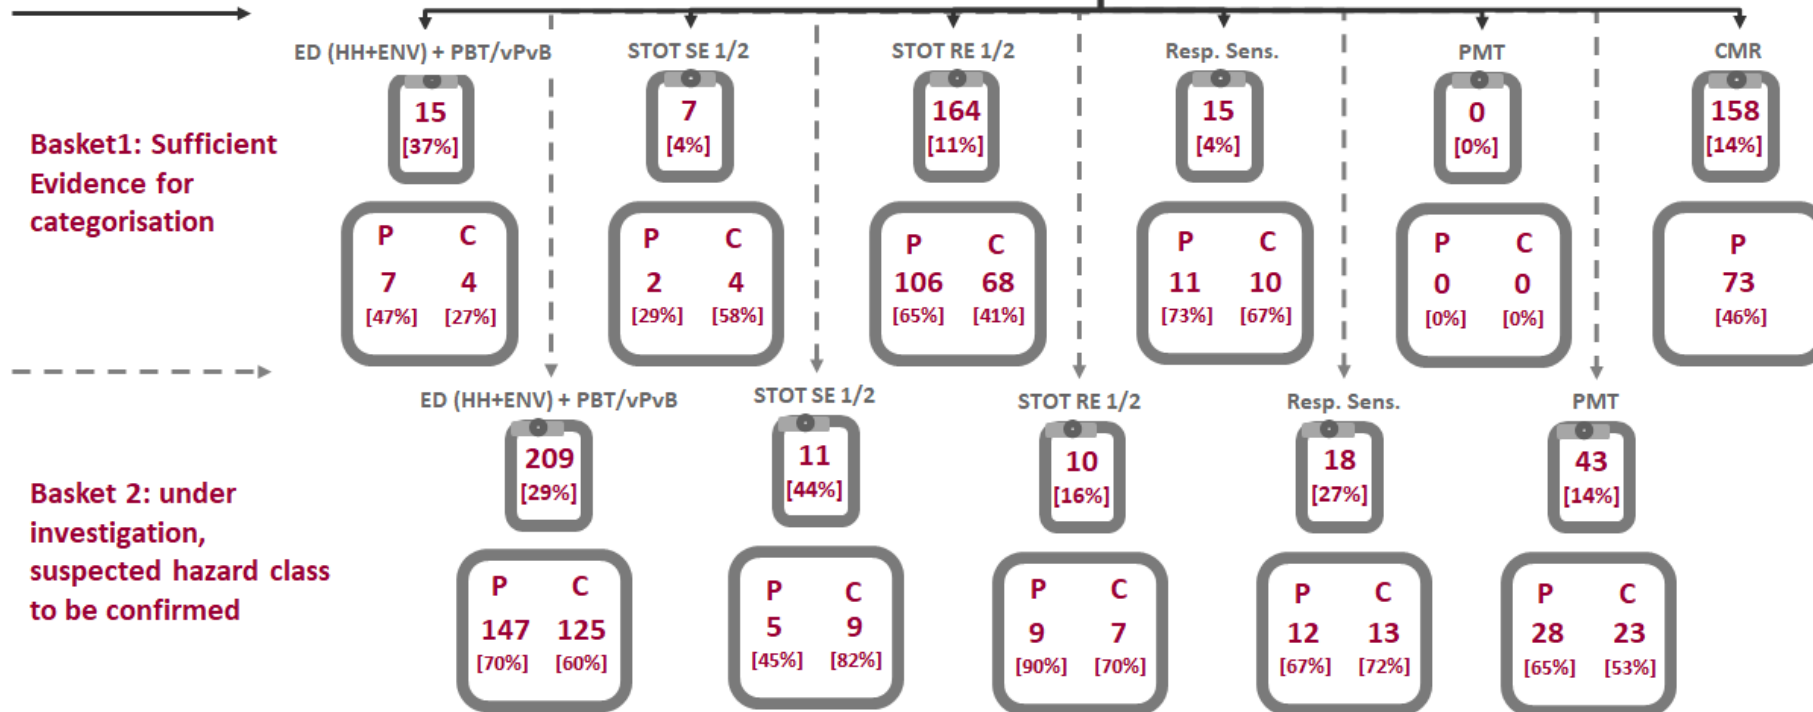 ED (HH+ENV) + PBT/vPvB STOT SE 1/2 STOT RE 1/2 Resp. Sens. PMT CMR
15 7 164 15 0 158
[37%] [4%] [11%] [4%] [0%] [14%]
Basket1: Sufficient
Evidence for
categorisation
P C P C P C P C P C P
7 4 2 4 106 68 11 10 0 0 73
[47%] [27%] [29%] [58%] [65%] [41%] [73%] [67%] [0%] [0%] [46%]
ED (HH+ENV) + PBT/vPvB STOT SE 1/2 STOT RE 1/2 Resp. Sens. PMT
209 11 10 18 43
[29%] [44%] [16%] [27%] [14%]
Basket 2: under
investigation,
suspected hazard class
to be confirmed
P C P C P C P C P C
147 125 5 9 9 7 12 13 28 23
[70%] [60%] [45%] [82%] [90%] [70%] [67%] [72%] [65%] [53%]